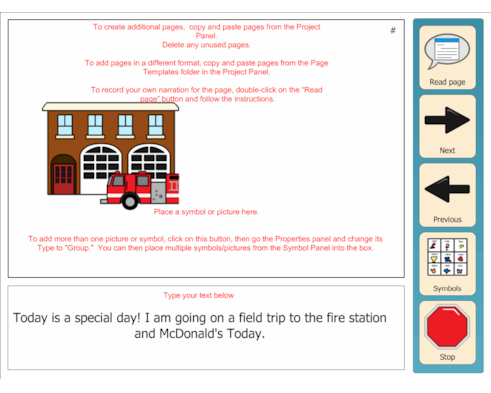 To create additional pages, copy and paste pages from the Project
Panel.
Delete any unused pages.
#
To add pages in a different format, copy and paste pages from the Page
Templates folder in the Project Panel.
To record your own narration for the page, double-click on the "Read
page" button and follow the instructions.
Place a symbol or picture here
To add more than one picture or symbol, click on this button, then go the Properties panel and change its
Type to "Group." You can then place multiple symbols/pictures from the Symbol Panel into the box.
Type your text below
Today is a special day! I am going on a field trip to the fire station
and McDonald's Today.
Read page
Next
Previous
Symbols
Stop